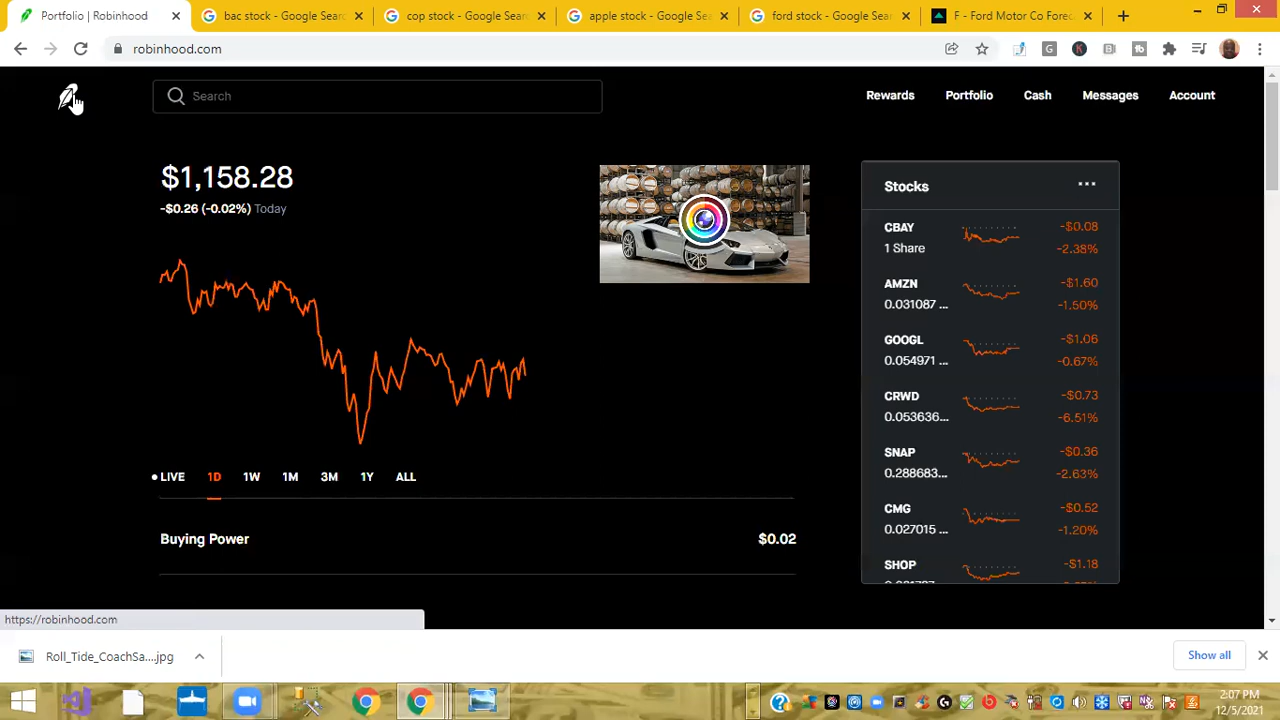 Portfolio | Robinhood
bac stock - Google Sear
cop stock - Google Sear
apple stock - Google Se
ford stock - Google Sea
F - Ford Motor Co Forec
robinhood.com
Search
Rewards
Portfolio
Cash
Messages
Account
$1,158.28
-$0.26 (-0.02%) Today
LIVE
1D
1W
1M
3M
1Y
ALL
Buying Power
$0.02
Stocks
CBAY
-$0.08
1 Share
-2.38%
AMZN
-$1.60
0.031087 ...
-1.50%
GOOGL
-$1.06
0.054971 ...
-0.67%
CRWD
-$0.73
0.053636...
-6.51%
SNAP
-$0.36
0.288683...
-2.63%
CMG
-$0.52
0.027015 ...
-1.20%
SHOP
-$1.18
https://robinhood.com
Roll_Tide_CoachSa....jpg
Show all
2:07 PM
12/5/2021